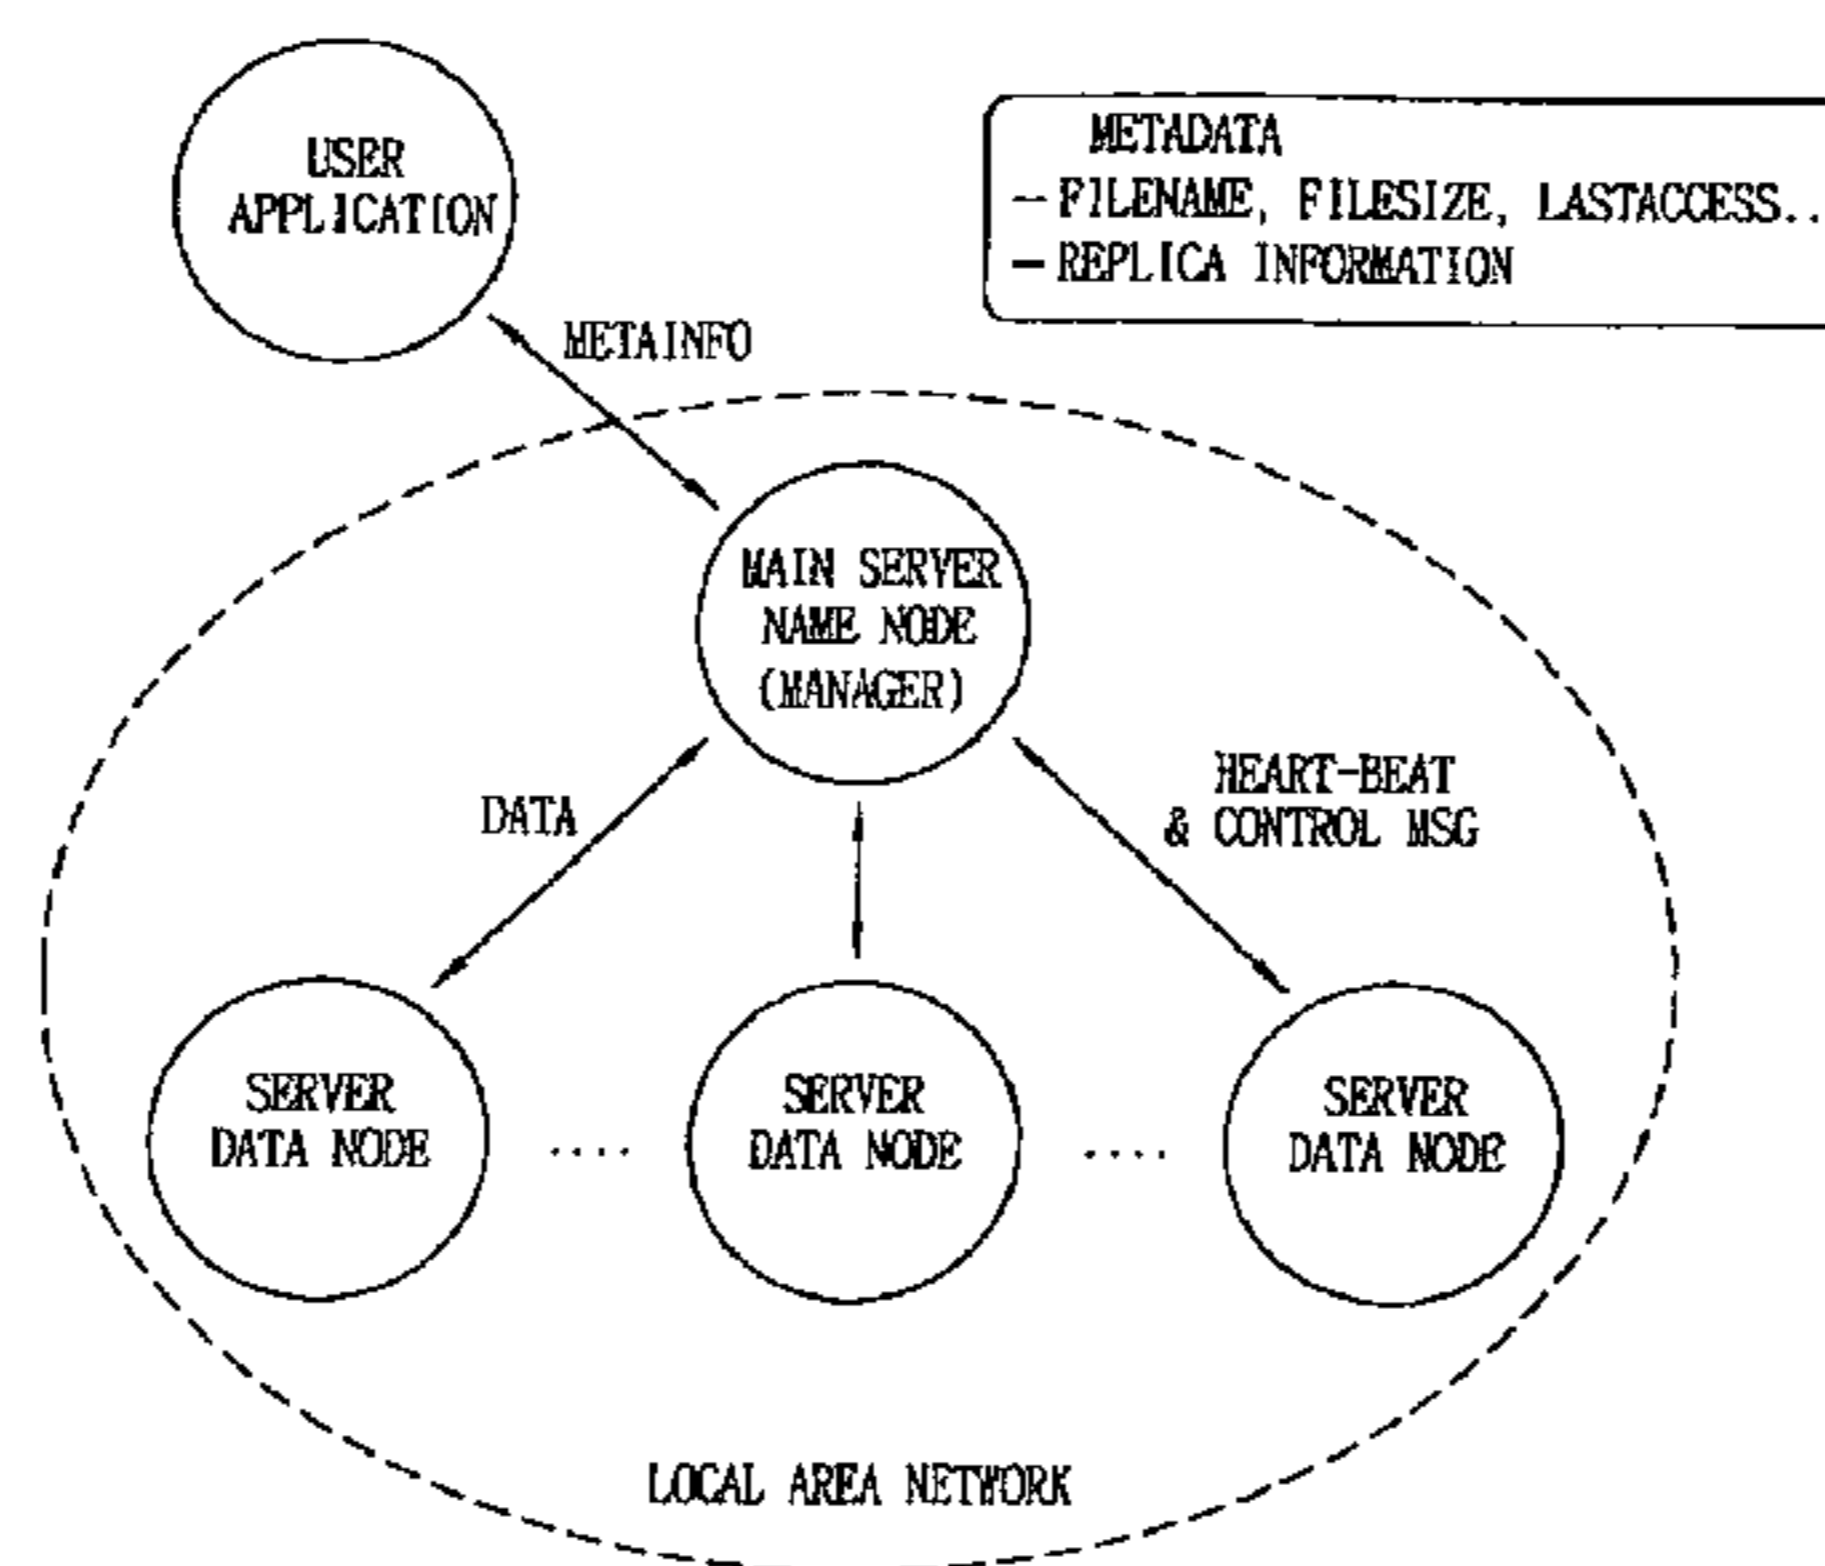 USER
APPLICATION
METADATA
- FILENAME, FILESIZE, LASTACCESS..
- REPLICA INFORMATION
METAINFO
MAIN SERVER
NAME NODE
(MANAGER)
DATA
HEART-BEAT
& CONTROL MSG
SERVER
DATA NODE
....
SERVER
DATA NODE
....
SERVER
DATA NODE
LOCAL AREA NETWORK